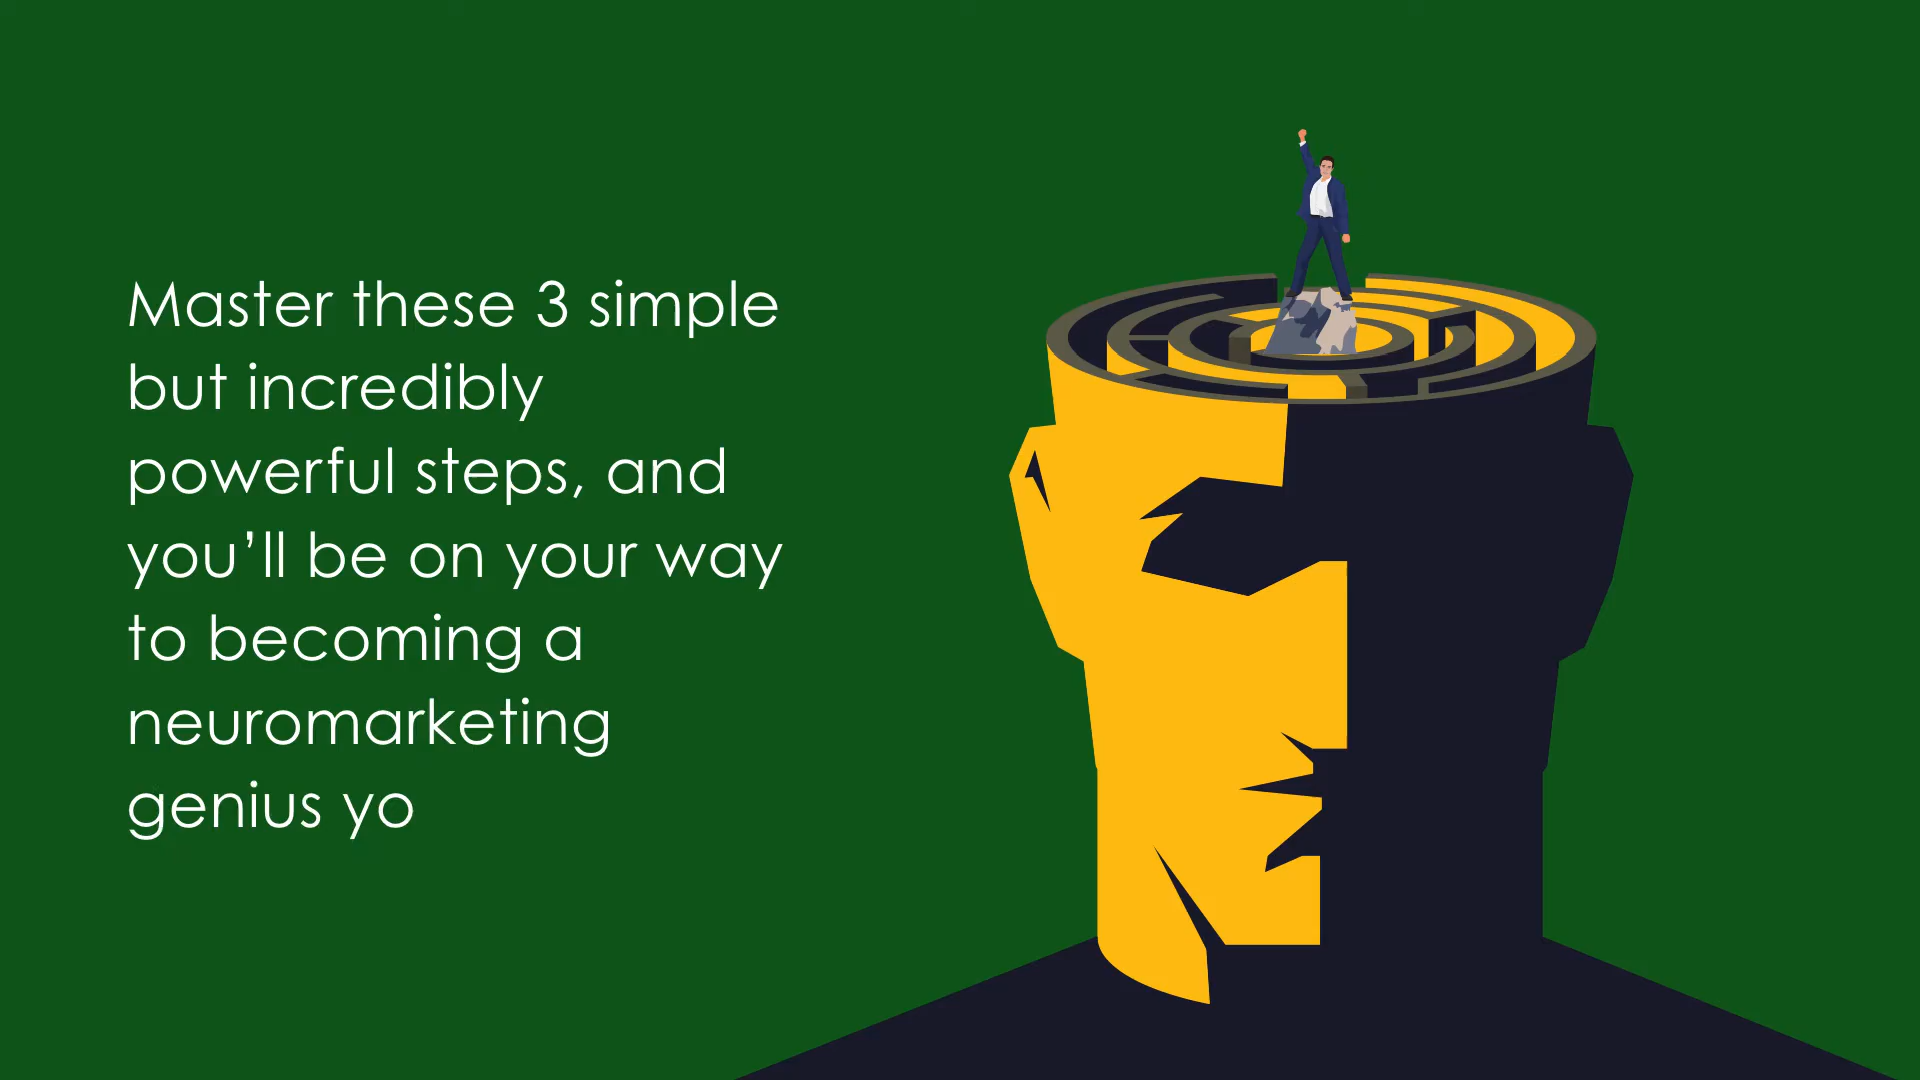 Master these 3 simple
but incredibly
powerful steps, and
you’ll be on your way
to becoming a
neuromarketing
genius yo